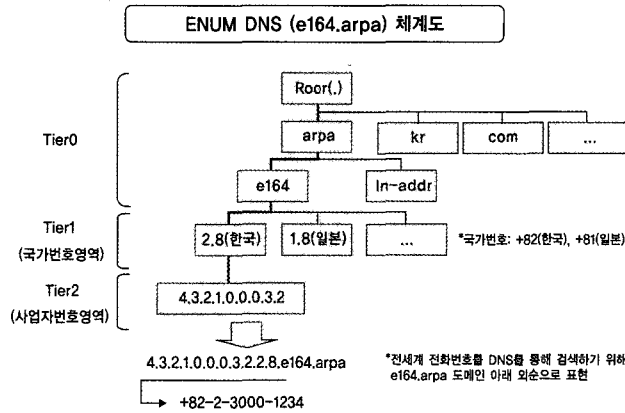 ENUM DNS (e164.arpa) 체계도
Roor(.)
Tier0
arpa
kr
com
...
e164
In-addr
Tier1
(국가번호영역)
2.8(한국)
1.8(일본)
...
*국가번호: +82(한국), +81(일본)
Tier2
(사업자번호영역)
4.3.2.1.0.0.0.3.2
4.3.2.1.0.0.0.3.2.2.8.e164.arpa
*전세계 전화번호를 DNS를 통해 검색하기 위해
e164.arpa 도메인 아래 외순으로 표현
+82-2-3000-1234